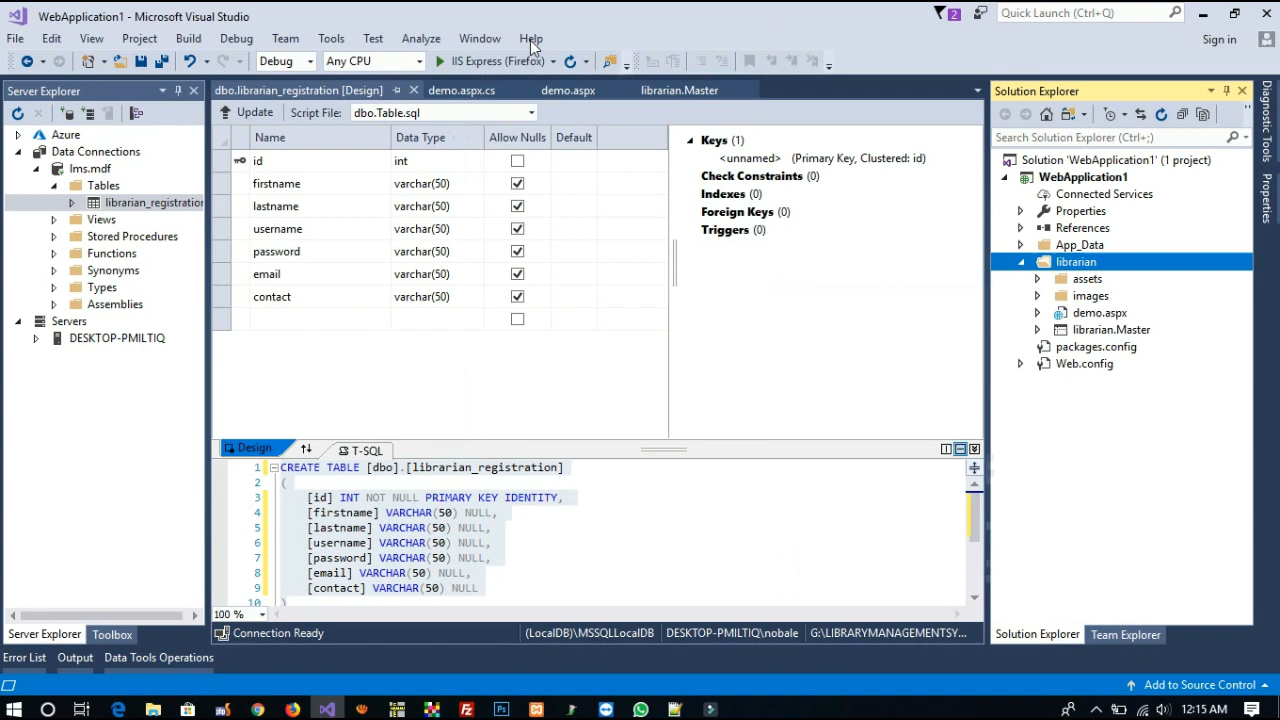 WebApplication1 - Microsoft Visual Studio
2
Quick Launch (Ctrl+Q)
File Edit View Project Build Debug Team Tools Test Analyze Window Help
Sign in
Debug Any CPU IIS Express (Firefox)
Server Explorer
Azure
Data Connections
lms.mdf
Tables
librarian_registration
Views
Stored Procedures
Functions
Synonyms
Types
Assemblies
Servers
DESKTOP-PMILTIQ
Server Explorer Toolbox
dbo.librarian_registration [Design] demo.aspx.cs demo.aspx librarian.Master
Update Script File: dbo.Table.sql
Name Data Type Allow Nulls Default
id int
firstname varchar(50)
lastname varchar(50)
username varchar(50)
password varchar(50)
email varchar(50)
contact varchar(50)
Keys (1)
<unnamed> (Primary Key, Clustered: id)
Check Constraints (0)
Indexes (0)
Foreign Keys (0)
Triggers (0)
Design T-SQL
1 CREATE TABLE [dbo].[librarian_registration]
2 (
3 [id] INT NOT NULL PRIMARY KEY IDENTITY,
4 [firstname] VARCHAR(50) NULL,
5 [lastname] VARCHAR(50) NULL,
6 [username] VARCHAR(50) NULL,
7 [password] VARCHAR(50) NULL,
8 [email] VARCHAR(50) NULL,
9 [contact] VARCHAR(50) NULL
10 )
100 %
Connection Ready (LocalDB)\MSSQLLocalDB DESKTOP-PMILTIQ\nobale G:\LIBRARYMANAGEMENTSY...
Solution Explorer
Search Solution Explorer (Ctrl+;)
Solution 'WebApplication1' (1 project)
WebApplication1
Connected Services
Properties
References
App_Data
librarian
assets
images
demo.aspx
librarian.Master
packages.config
Web.config
Solution Explorer Team Explorer
Diagnostic Tools
Properties
Error List Output Data Tools Operations
Add to Source Control
12:15 AM